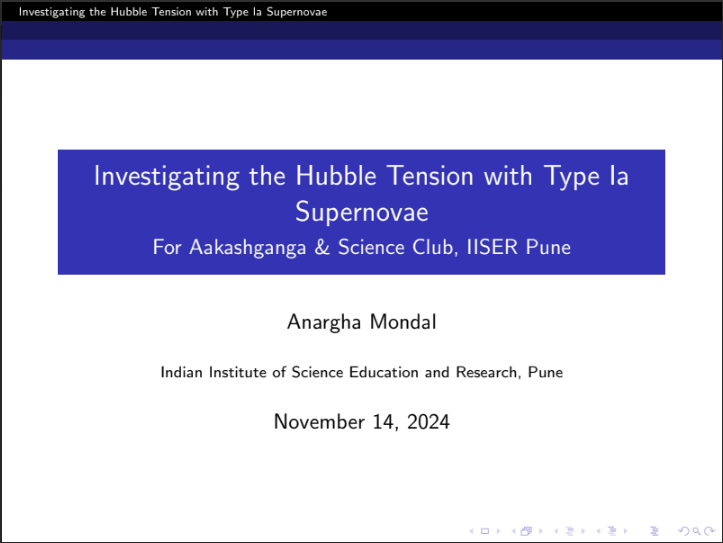 Investigating the Hubble Tension with Type Ia Supernovae
Investigating the Hubble Tension with Type Ia
Supernovae
For Aakashganga & Science Club, IISER Pune
Anargha Mondal
Indian Institute of Science Education and Research, Pune
November 14, 2024